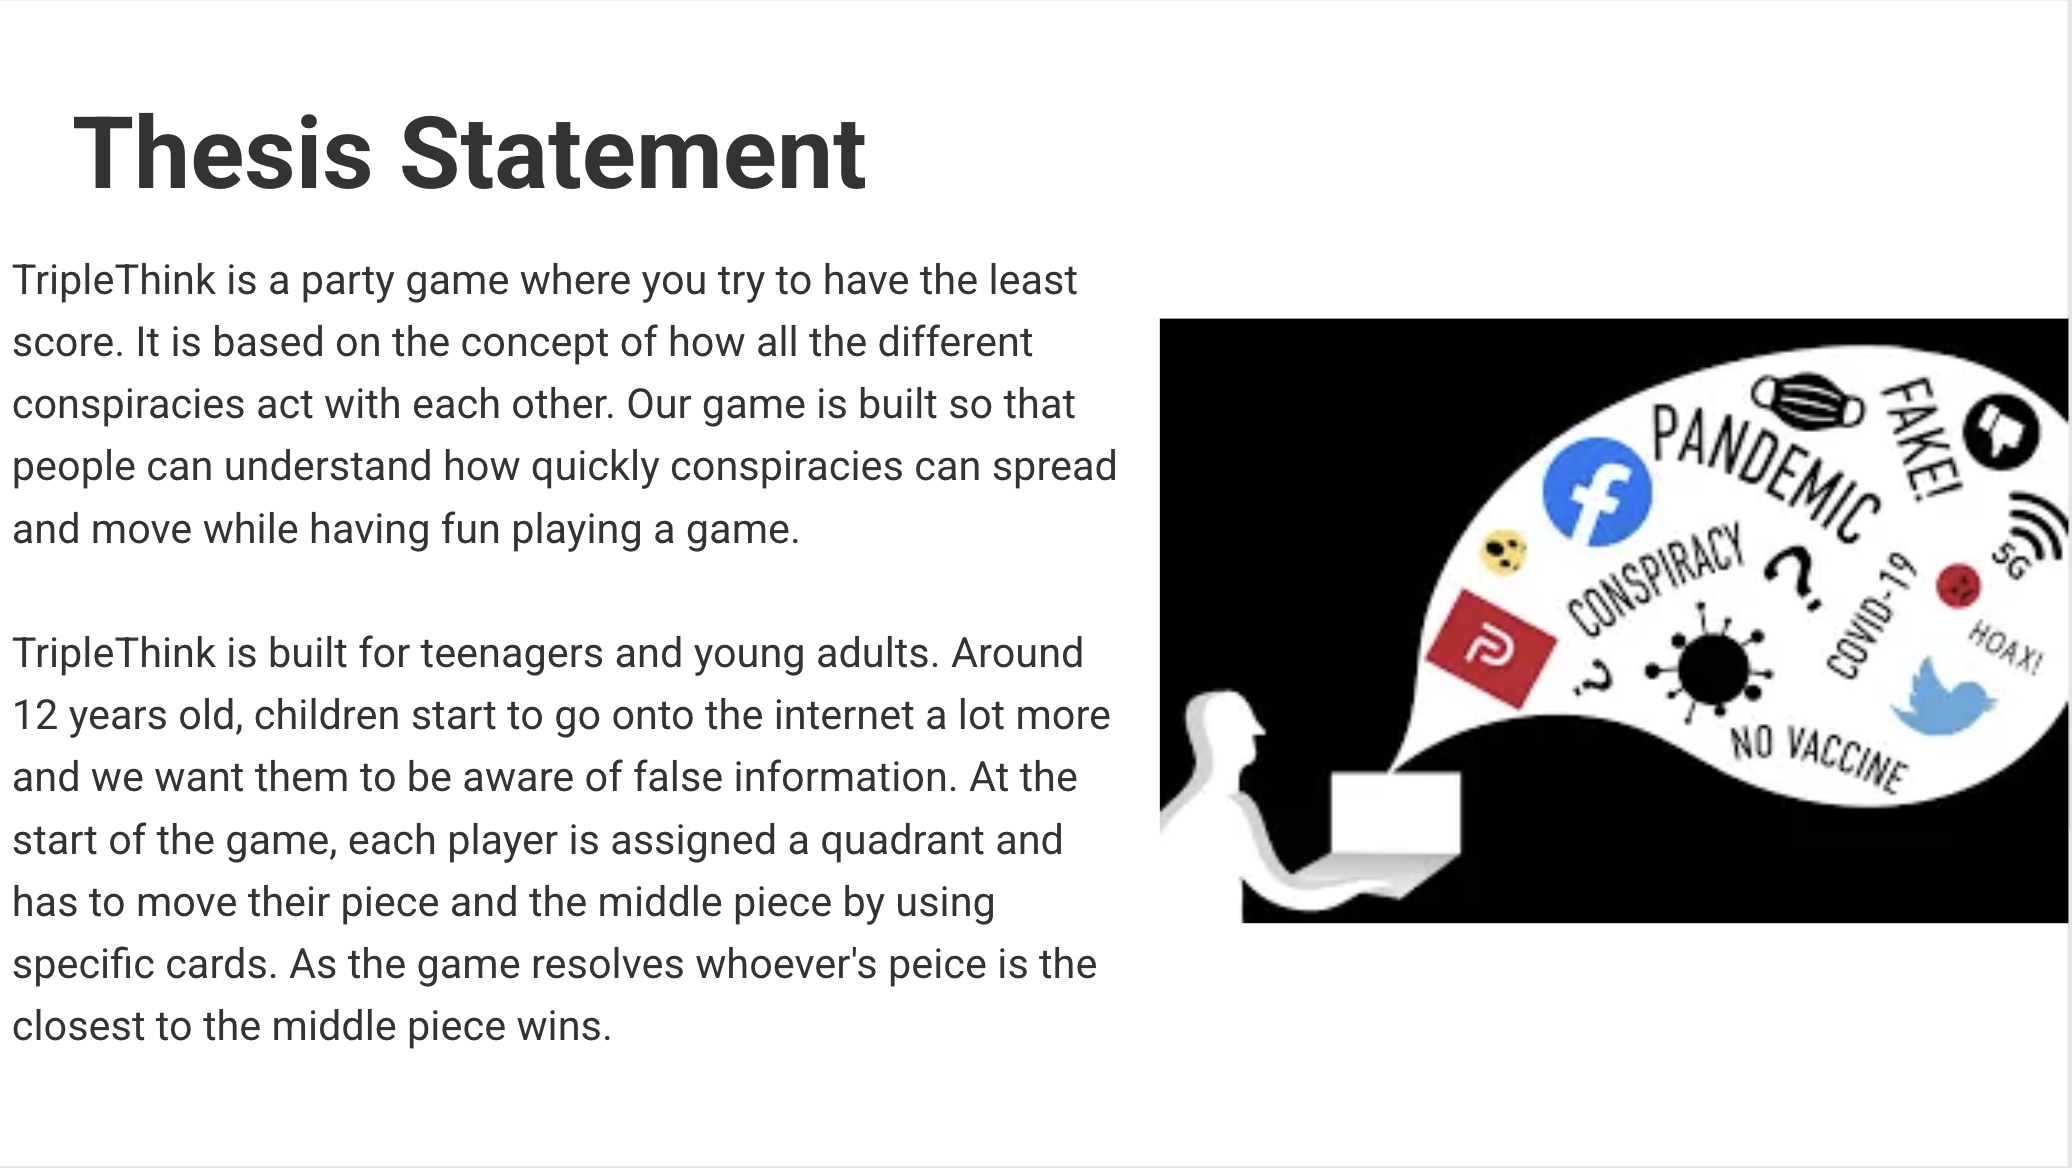 Thesis Statement
TripleThink is a party game where you try to have the least
score. It is based on the concept of how all the different
conspiracies act with each other. Our game is built so that
people can understand how quickly conspiracies can spread
and move while having fun playing a game.
TripleThink is built for teenagers and young adults. Around
12 years old, children start to go onto the internet a lot more
and we want them to be aware of false information. At the
start of the game, each player is assigned a quadrant and
has to move their piece and the middle piece by using
specific cards. As the game resolves whoever's peice is the
closest to the middle piece wins.
PANDEMIC
FAKE!
5G
CONSPIRACY
?
COVID-19
HOAX!
?
NO VACCINE